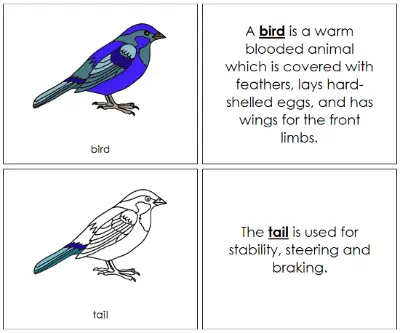 bird
A bird is a warm
blooded animal
which is covered with
feathers, lays hard-
shelled eggs, and has
wings for the front
limbs.
tail
The tail is used for
stability, steering and
braking.